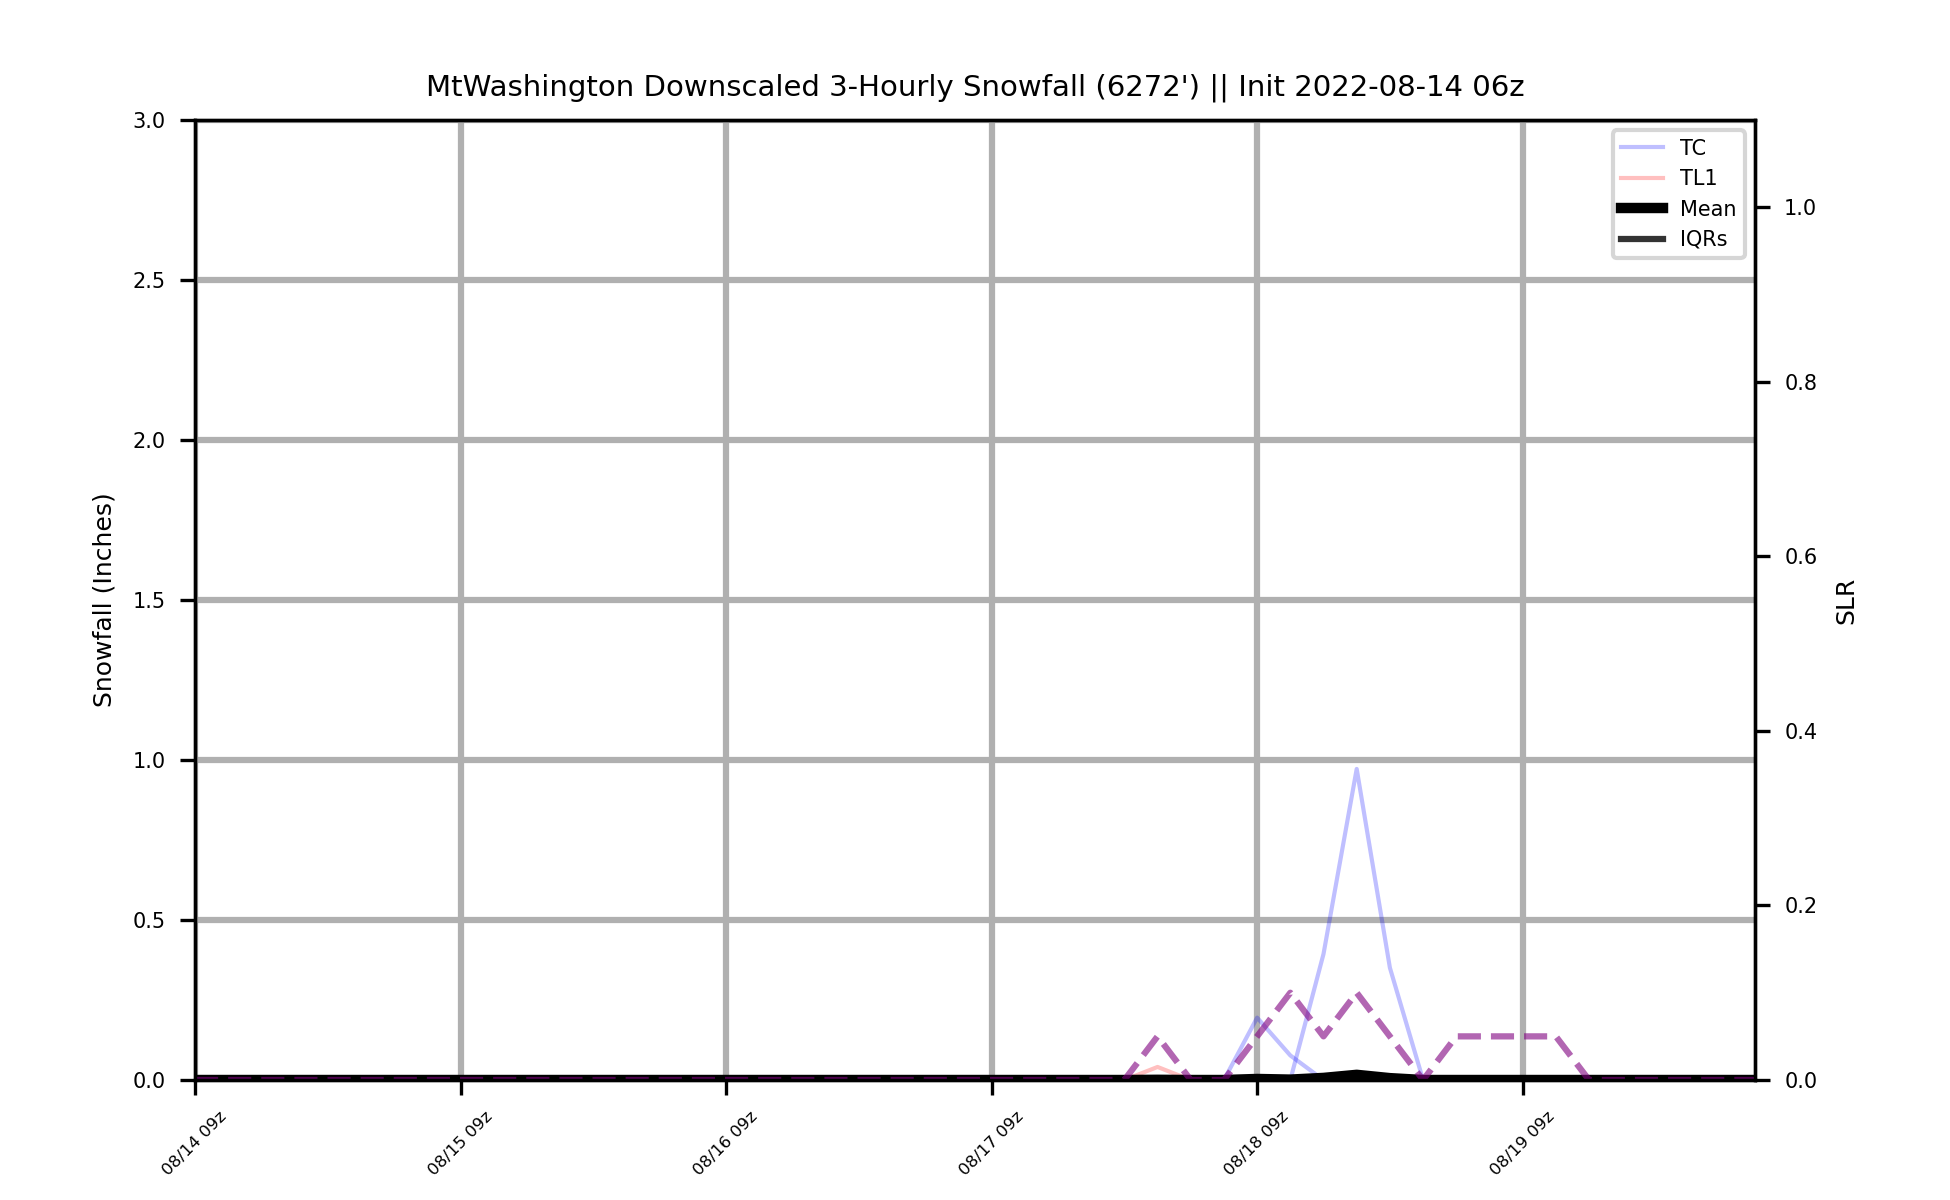 MtWashington Downscaled 3-Hourly Snowfall (6272') || Init 2022-08-14 06z
TC
TL1
Mean
IQRs
Snowfall (Inches)
3.0
2.5
2.0
1.5
1.0
0.5
0.0
1.0
0.8
0.6
0.4
0.2
0.0
SLR
08/14 09z
08/15 09z
08/16 09z
08/17 09z
08/18 09z
08/19 09z